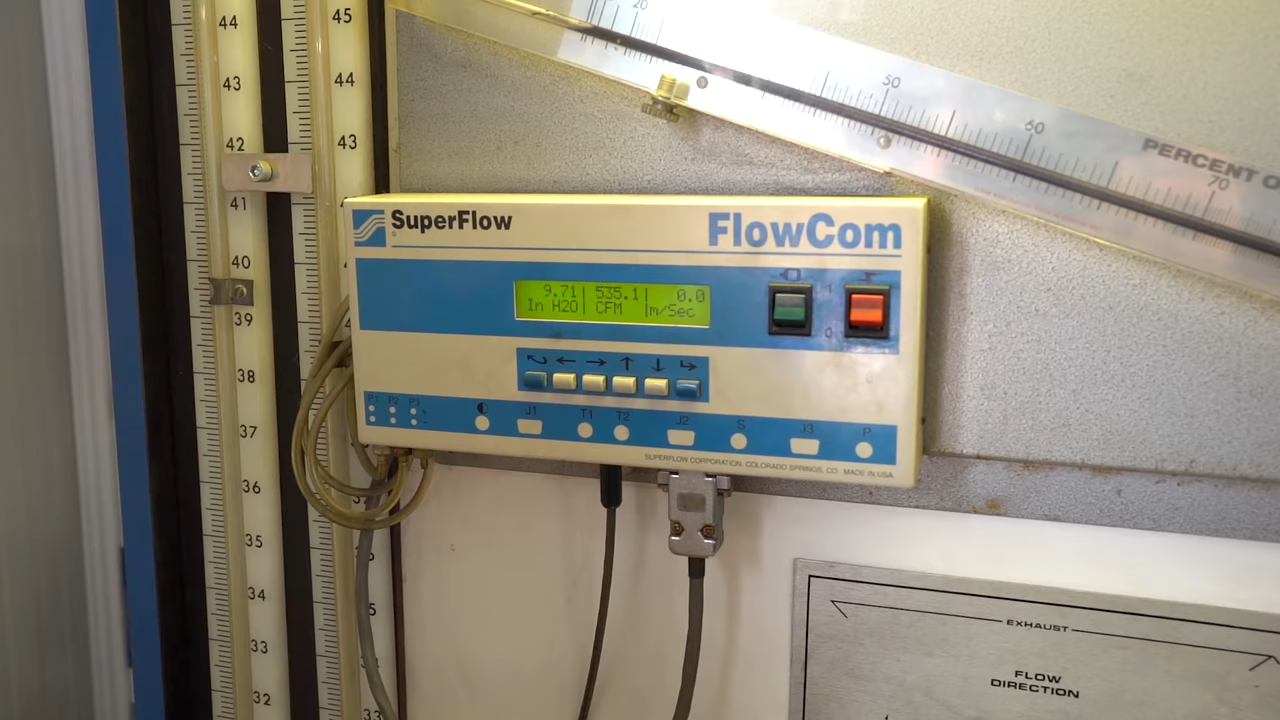 44
43
42
41
40
39
38
37
36
35
34
33
32
45
44
43
20
50
60
70
PERCENT O
SuperFlow
FlowCom
9.71| 535.1| 0.0
In H2O| CFM |m/Sec
1
0
P1 P2 P3 J1 T1 T2 J2 S J3 P
SUPERFLOW CORPORATION, COLORADO SPRINGS, CO. MADE IN USA
EXHAUST
FLOW
DIRECTION